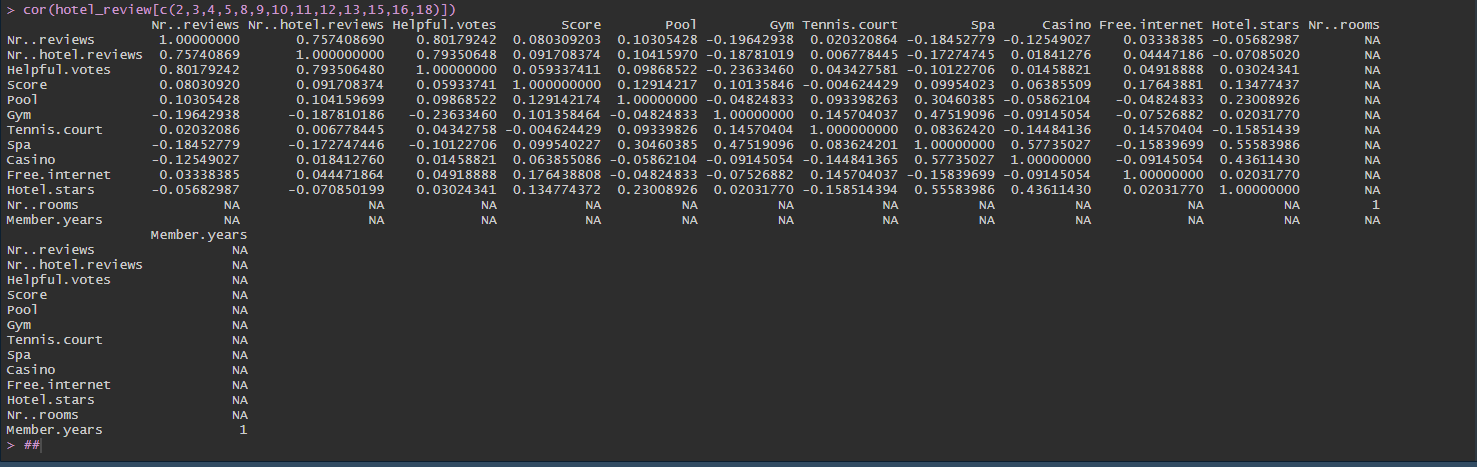 > cor(hotel_review[c(2,3,4,5,8,9,10,11,12,13,15,16,18)])
Nr..reviews Nr..hotel.reviews Helpful.votes Score Pool Gym Tennis.court Spa Casino Free.internet Hotel.stars Nr..rooms
Nr..reviews 1.00000000 0.757408690 0.80179242 0.080309203 0.10305428 -0.19642938 0.020320864 -0.18452779 -0.12549027 0.03338385 -0.05682987 NA
Nr..hotel.reviews 0.75740869 1.000000000 0.79350648 0.091708374 0.10415970 -0.18781019 0.006778445 -0.17274745 0.01841276 0.04447186 -0.07085020 NA
Helpful.votes 0.80179242 0.793506480 1.00000000 0.059337411 0.09868522 -0.23633460 0.043427581 -0.10122706 0.01458821 0.04918888 0.03024341 NA
Score 0.08030920 0.091708374 0.05933741 1.000000000 0.12914217 0.10135846 -0.004624429 0.09954023 0.06385509 0.17643881 0.13477437 NA
Pool 0.10305428 0.104159699 0.09868522 0.129142174 1.00000000 -0.04824833 0.093398263 0.30460385 -0.05862104 -0.04824833 0.23008926 NA
Gym -0.19642938 -0.187810186 -0.23633460 0.101358464 -0.04824833 1.00000000 0.145704037 0.47519096 -0.09145054 -0.07526882 0.02031770 NA
Tennis.court 0.02032086 0.006778445 0.04342758 -0.004624429 0.09339826 0.14570404 1.000000000 0.08362420 -0.14484136 0.14570404 -0.15851439 NA
Spa -0.18452779 -0.172747446 -0.10122706 0.099540227 0.30460385 0.47519096 0.083624201 1.00000000 0.57735027 -0.15839699 0.55583986 NA
Casino -0.12549027 0.018412760 0.01458821 0.063855086 -0.05862104 -0.09145054 -0.144841365 0.57735027 1.00000000 -0.09145054 0.43611430 NA
Free.internet 0.03338385 0.044471864 0.04918888 0.176438808 -0.04824833 -0.07526882 0.145704037 -0.15839699 -0.09145054 1.00000000 0.02031770 NA
Hotel.stars -0.05682987 -0.070850199 0.03024341 0.134774372 0.23008926 0.02031770 -0.158514394 0.55583986 0.43611430 0.02031770 1.00000000 NA
Nr..rooms NA NA NA NA NA NA NA NA NA NA NA 1
Member.years NA NA NA NA NA NA NA NA NA NA NA NA
Member.years
Nr..reviews NA
Nr..hotel.reviews NA
Helpful.votes NA
Score NA
Pool NA
Gym NA
Tennis.court NA
Spa NA
Casino NA
Free.internet NA
Hotel.stars NA
Nr..rooms NA
Member.years 1
> ##